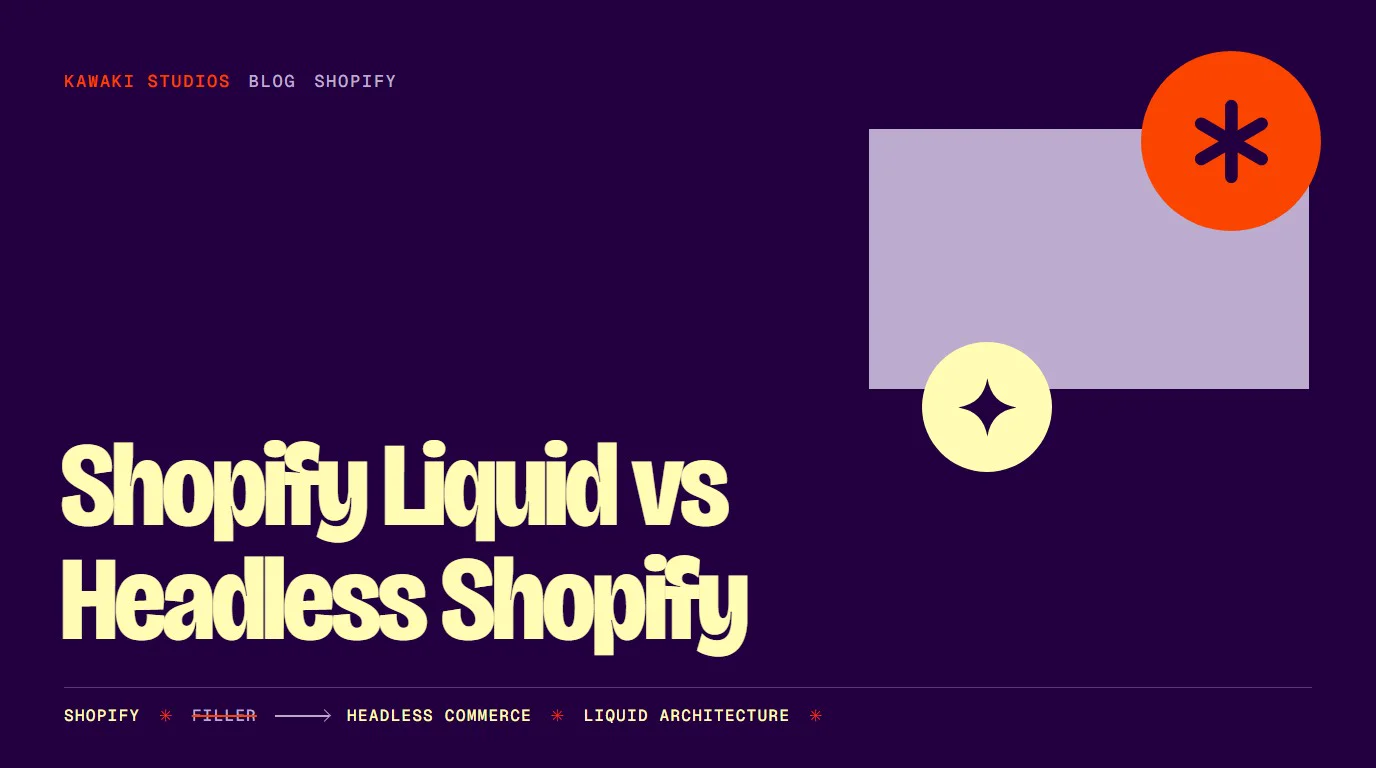 KAWAKI STUDIOS BLOG SHOPIFY
Shopify Liquid vs
Headless Shopify
SHOPIFY FILLER HEADLESS COMMERCE LIQUID ARCHITECTURE